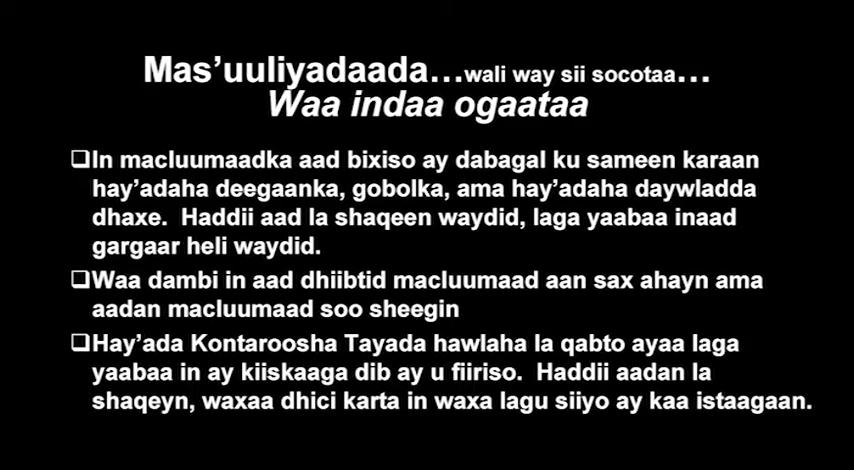 Mas’uuliyadaada...wali way sii socotaa...
Waa indaa ogaataa
❑In macluumaadka aad bixiso ay dabagal ku sameen karaan
hay’adaha deegaanka, gobolka, ama hay’adaha daywladda
dhaxe. Haddii aad la shaqeen waydid, laga yaabaa inaad
gargaar heli waydid.
❑Waa dambi in aad dhiibtid macluumaad aan sax ahayn ama
aadan macluumaad soo sheegin
❑Hay’ada Kontaroosha Tayada hawlaha la qabto ayaa laga
yaabaa in ay kiiskaaga dib ay u fiiriso. Haddii aadan la
shaqeyn, waxaa dhici karta in waxa lagu siiyo ay kaa istaagaan.